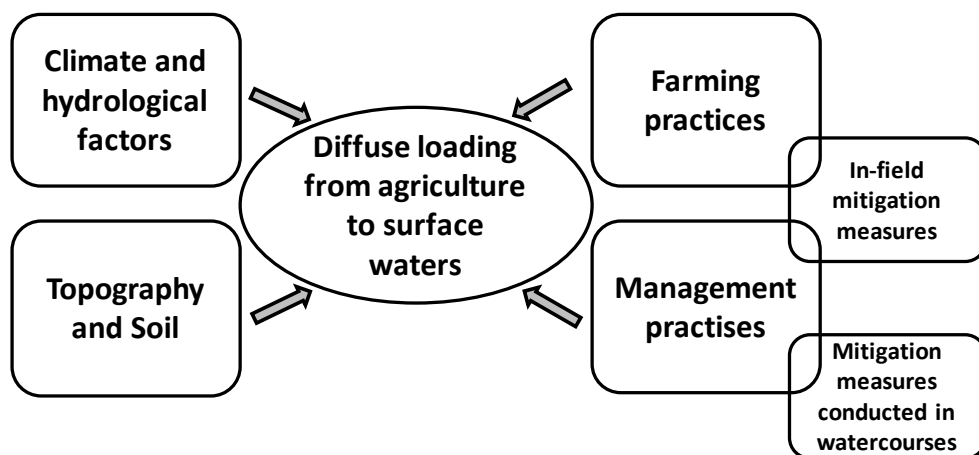 Climate and
hydrological
factors
Farming
practices
Diffuse loading
from agriculture
to surface
waters
In-field
mitigation
measures
Topography
and Soil
Management
practises
Mitigation
measures
conducted in
watercourses